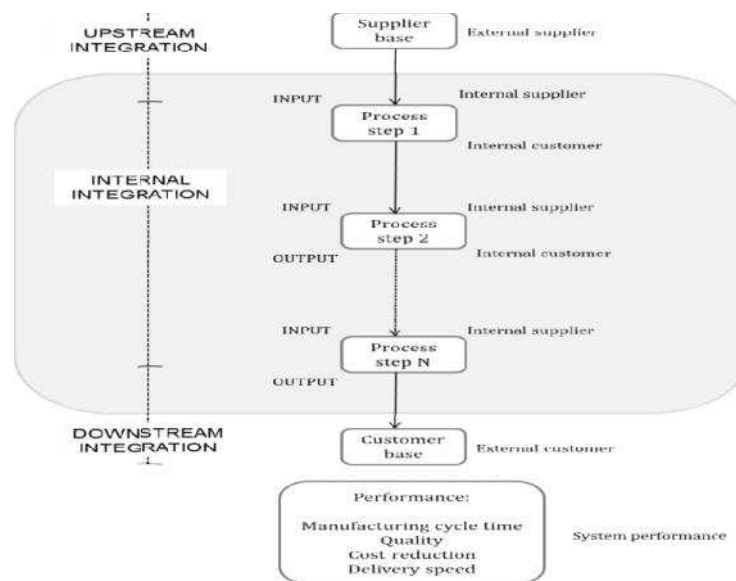 UPSTREAM
INTEGRATION
Supplier
base
External supplier
Internal supplier
INPUT
Process
step 1
Internal customer
INTERNAL
INTEGRATION
INPUT
Internal supplier
Process
step 2
OUTPUT
Internal customer
INPUT
Internal supplier
Process
step N
OUTPUT
DOWNSTREAM
INTEGRATION
Customer
base
External customer
Performance:
Manufacturing cycle time
Quality
Cost reduction
Delivery speed
System performance